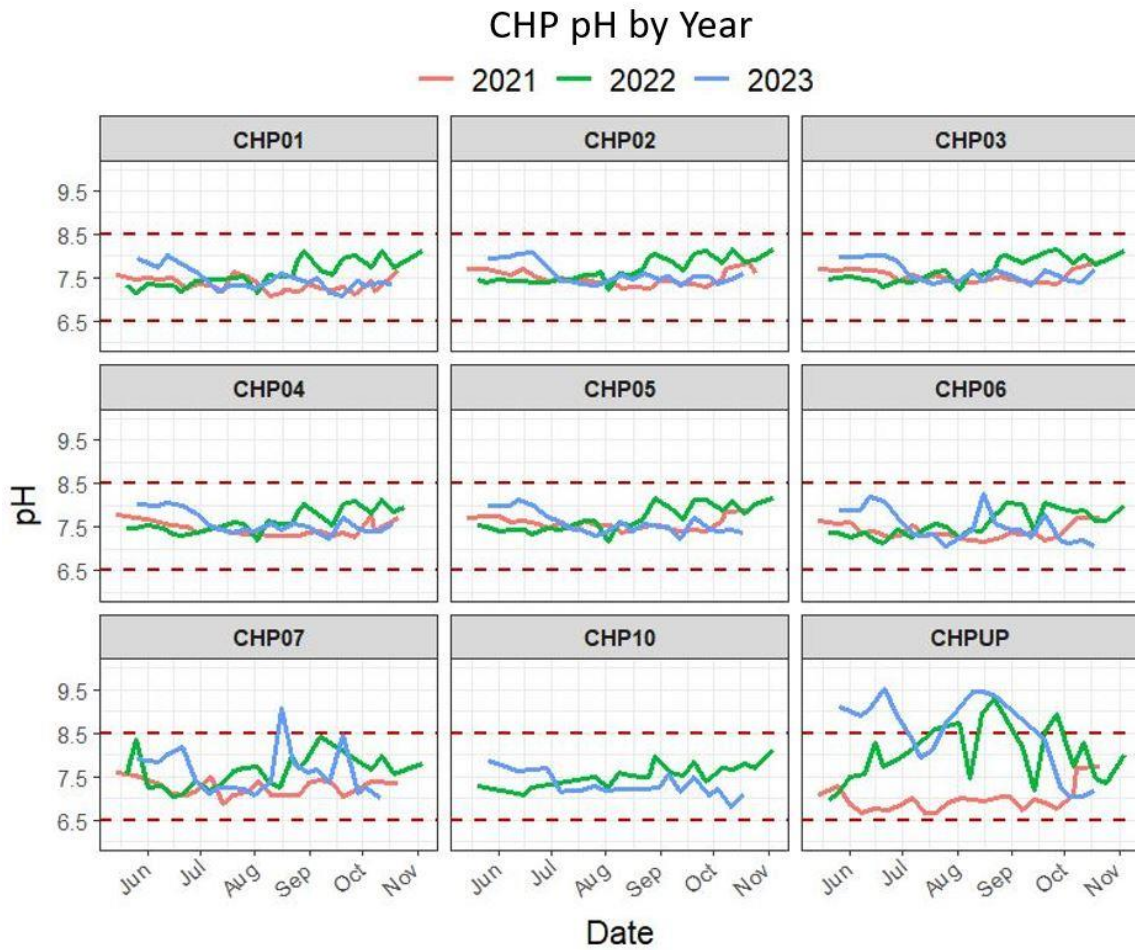 CHP pH by Year
2021 2022 2023
CHP01 CHP02 CHP03
9.5
8.5
7.5
6.5
CHP04 CHP05 CHP06
9.5
8.5
7.5
6.5
pH
CHP07 CHP10 CHPUP
9.5
8.5
7.5
6.5
Jun Jul Aug Sep Oct Nov Jun Jul Aug Sep Oct Nov Jun Jul Aug Sep Oct Nov
Date